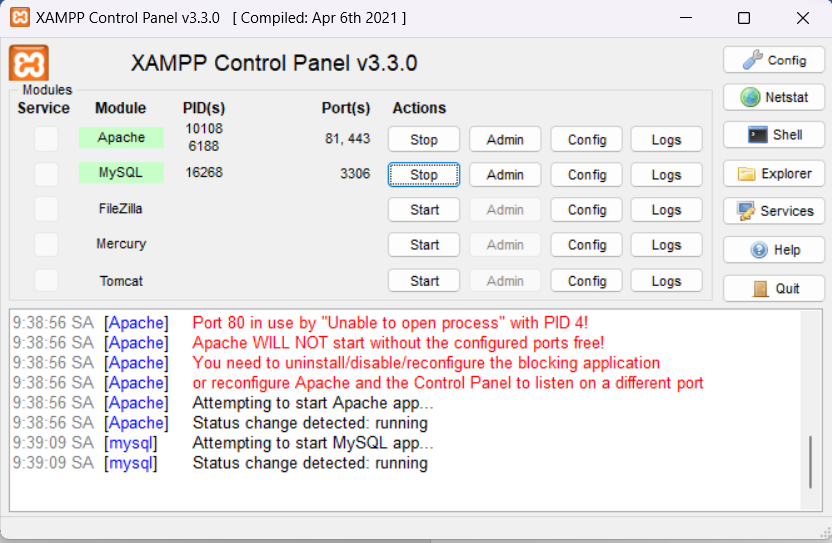 XAMPP Control Panel v3.3.0 [ Compiled: Apr 6th 2021 ]
XAMPP Control Panel v3.3.0
Config
Modules
Service Module PID(s) Port(s) Actions
Netstat
Apache 10108 6188 81, 443 Stop Admin Config Logs
Shell
MySQL 16268 3306 Stop Admin Config Logs
Explorer
FileZilla Start Admin Config Logs
Services
Mercury Start Admin Config Logs
Help
Tomcat Start Admin Config Logs
Quit
9:38:56 SA [Apache] Port 80 in use by "Unable to open process" with PID 4!
9:38:56 SA [Apache] Apache WILL NOT start without the configured ports free!
9:38:56 SA [Apache] You need to uninstall/disable/reconfigure the blocking application
9:38:56 SA [Apache] or reconfigure Apache and the Control Panel to listen on a different port
9:38:56 SA [Apache] Attempting to start Apache app...
9:38:56 SA [Apache] Status change detected: running
9:39:09 SA [mysql] Attempting to start MySQL app...
9:39:09 SA [mysql] Status change detected: running